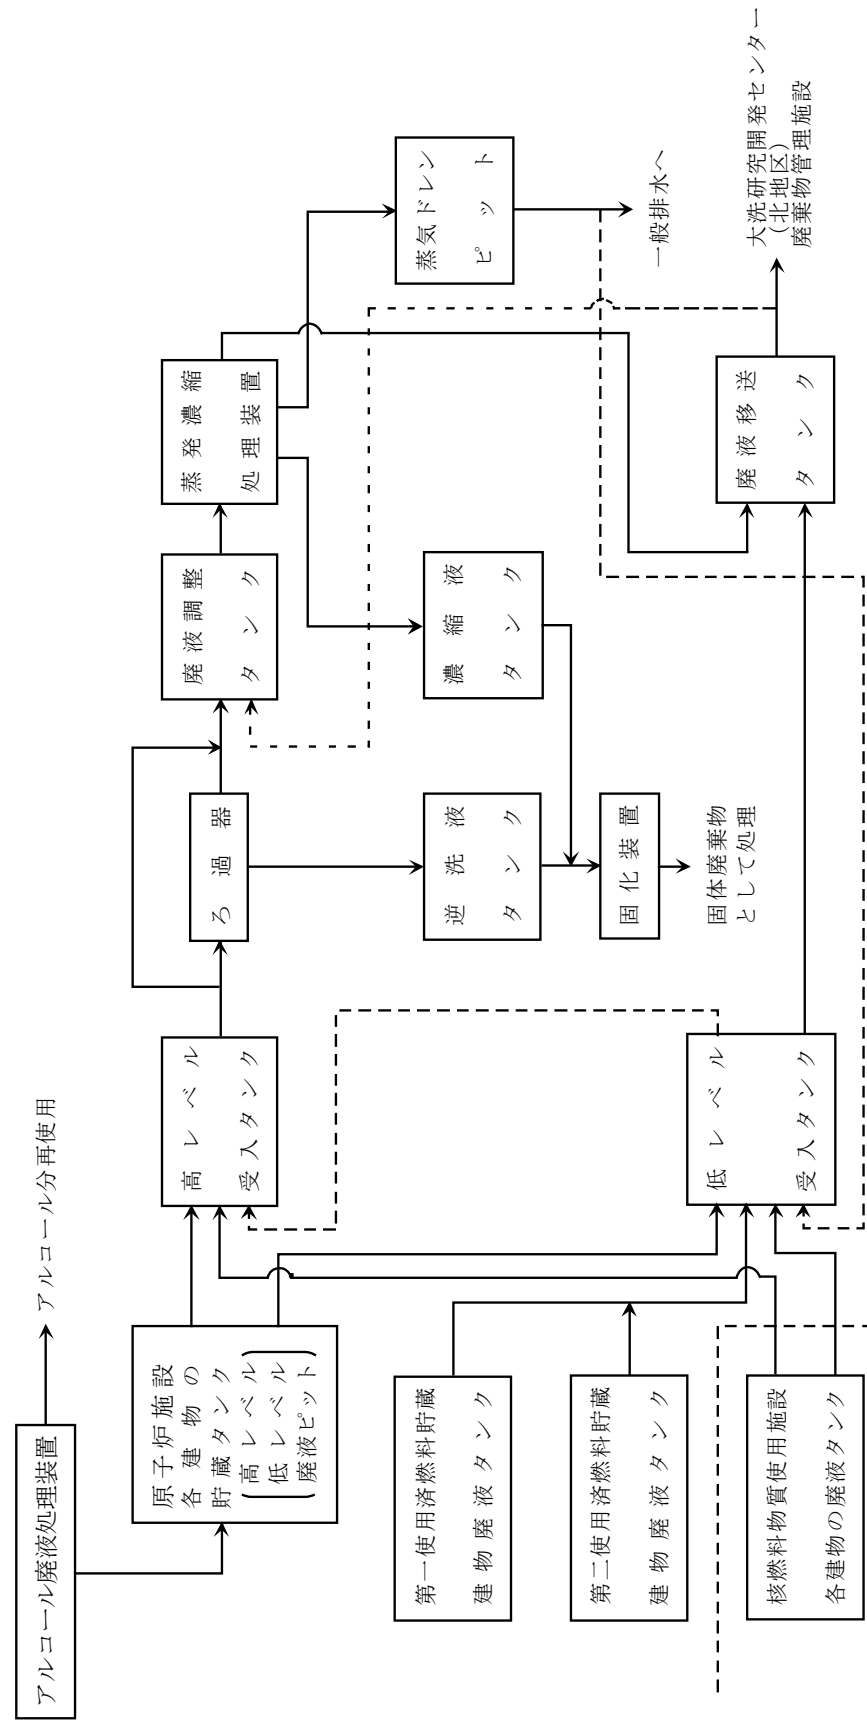 アルコール廃液処理装置
アルコール分再使用
原子炉施設
各建物の
貯蔵タンク
高レベル
低レベル
廃液ピット
第一使用済燃料貯蔵
建物廃液タンク
第二使用済燃料貯蔵
建物廃液タンク
核燃料物質使用施設
各建物の廃液タンク
高レベル
受入タンク
低レベル
受入タンク
ろ過器
逆洗液
タンク
固化装置
固体廃棄物
として処理
廃液調整
タンク
濃縮液
タンク
蒸発濃縮
処理装置
廃液移送
タンク
蒸気ドレン
ピット
一般排水へ
大洗研究開発センター
(北地区)
廃棄物管理施設